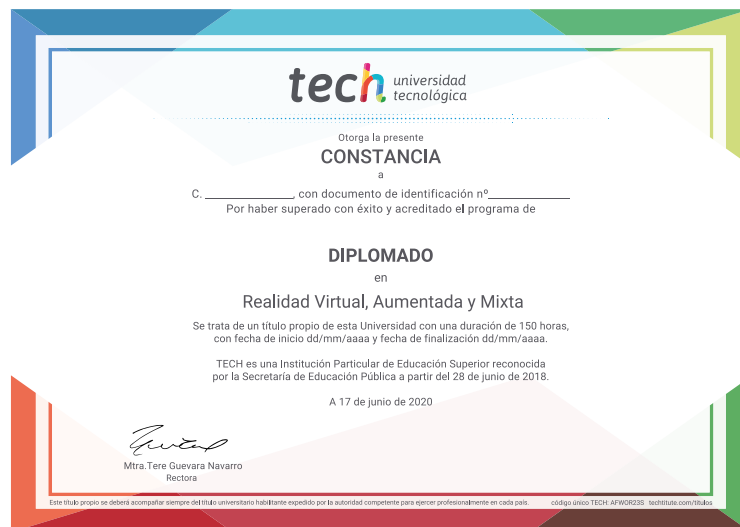 tech universidad
tecnológica
Otorga la presente
CONSTANCIA
a
C. ______________, con documento de identificación nº______________
Por haber superado con éxito y acreditado el programa de
DIPLOMADO
en
Realidad Virtual, Aumentada y Mixta
Se trata de un título propio de esta Universidad con una duración de 150 horas,
con fecha de inicio dd/mm/aaaa y fecha de finalización dd/mm/aaaa.
TECH es una Institución Particular de Educación Superior reconocida
por la Secretaría de Educación Pública a partir del 28 de junio de 2018.
A 17 de junio de 2020
Mtra.Tere Guevara Navarro
Rectora
Este título propio se deberá acompañar siempre del título universitario habilitante expedido por la autoridad competente para ejercer profesionalmente en cada país. código único TECH: AFWOR23S techtitute.com/titulos